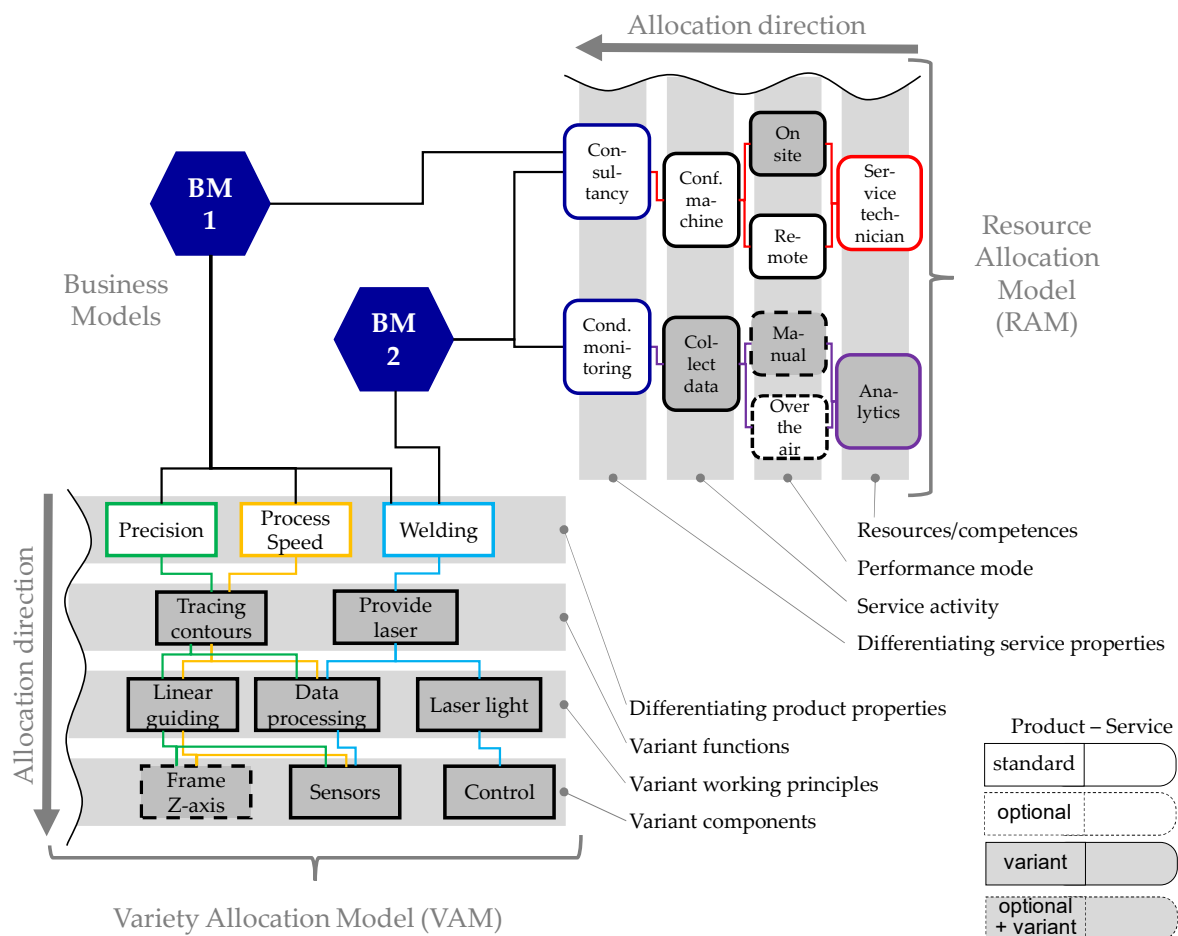 Allocation direction
BM
1
Business
Models
BM
2
Con-
sul-
tancy
Conf.
ma-
chine
On
site
Re-
mote
Ser-
vice
tech-
nician
Cond.
moni-
toring
Col-
lect
data
Ma-
nual
Over
the
air
Ana-
lytics
Resource
Allocation
Model
(RAM)
Resources/competences
Performance mode
Service activity
Differentiating service properties
Allocation direction
Precision
Process
Speed
Welding
Tracing
contours
Provide
laser
Linear
guiding
Data
processing
Laser light
Frame
Z-axis
Sensors
Control
Differentiating product properties
Variant functions
Variant working principles
Variant components
Variety Allocation Model (VAM)
Product – Service
standard
optional
variant
optional
+ variant